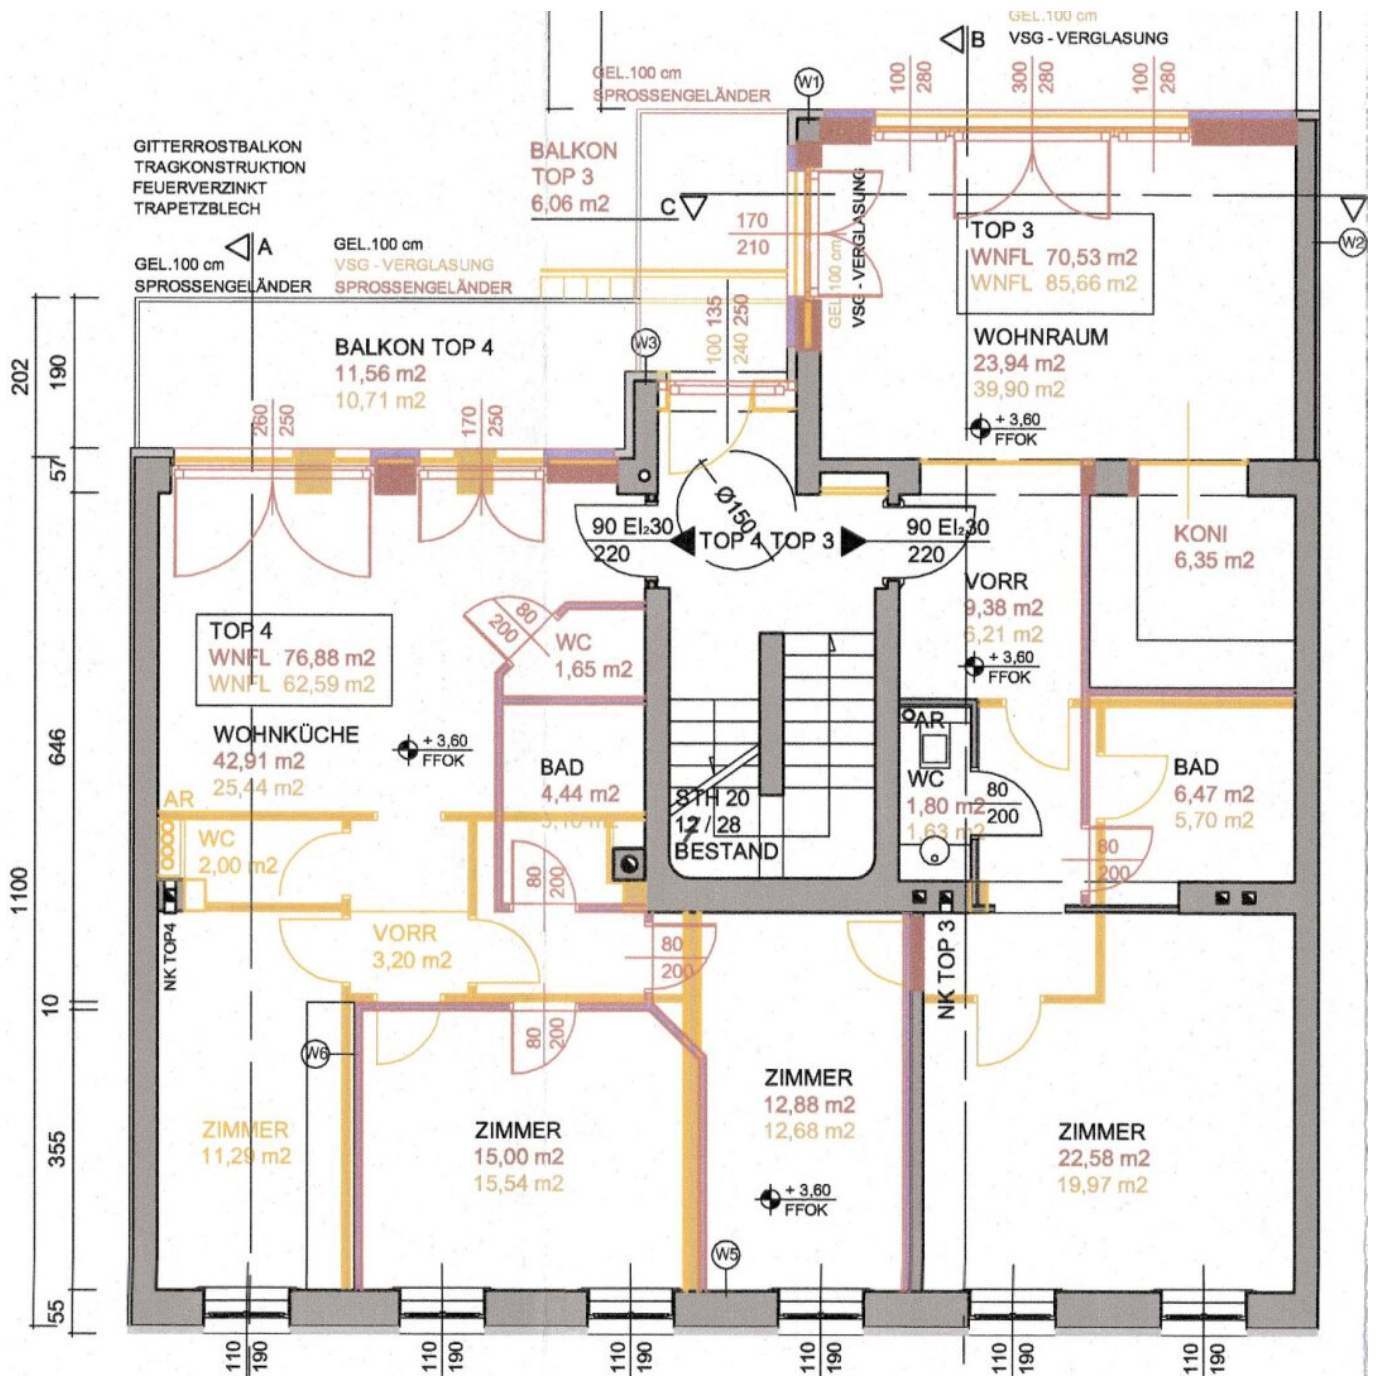 GEL.100 cm
VSG - VERGLASUNG
B
GEL.100 cm
SPROSSENGELÄNDER
W1
100
280
300
280
100
280
GITTERROSTBALKON
TRAGKONSTRUKTION
FEUERVERZINKT
TRAPETZBLECH
BALKON
TOP 3
6,06 m2
C
170
210
VSG - VERGLASUNG
GEL. 100 cm
W2
TOP 3
WNFL 70,53 m2
WNFL 85,66 m2
A
GEL.100 cm
SPROSSENGELÄNDER
GEL.100 cm
VSG - VERGLASUNG
SPROSSENGELÄNDER
100 135
240 250
W3
BALKON TOP 4
11,56 m2
10,71 m2
WOHNRAUM
23,94 m2
39,90 m2
+ 3,60
FFOK
260
250
170
250
202
190
57
Ø150
90 EI₂30
220
TOP 4 TOP 3
90 EI₂30
220
KONI
6,35 m2
VORR
9,38 m2
6,21 m2
+ 3,60
FFOK
80
200
WC
1,65 m2
TOP 4
WNFL 76,88 m2
WNFL 62,59 m2
WOHNKÜCHE
42,91 m2
25,44 m2
+ 3,60
FFOK
646
AR
BAD
4,44 m2
STH 20
17 / 28
BESTAND
AR
WC
1,80 m2
1,63 m2
80
200
BAD
6,47 m2
5,70 m2
WC
2,00 m2
80
200
80
200
1100
NK TOP4
VORR
3,20 m2
80
200
NK TOP 3
10
80
200
W6
ZIMMER
11,29 m2
ZIMMER
15,00 m2
15,54 m2
ZIMMER
12,88 m2
12,68 m2
+ 3,60
FFOK
ZIMMER
22,58 m2
19,97 m2
355
W5
55
110
190
110
190
110
190
110
190
110
190
110
190